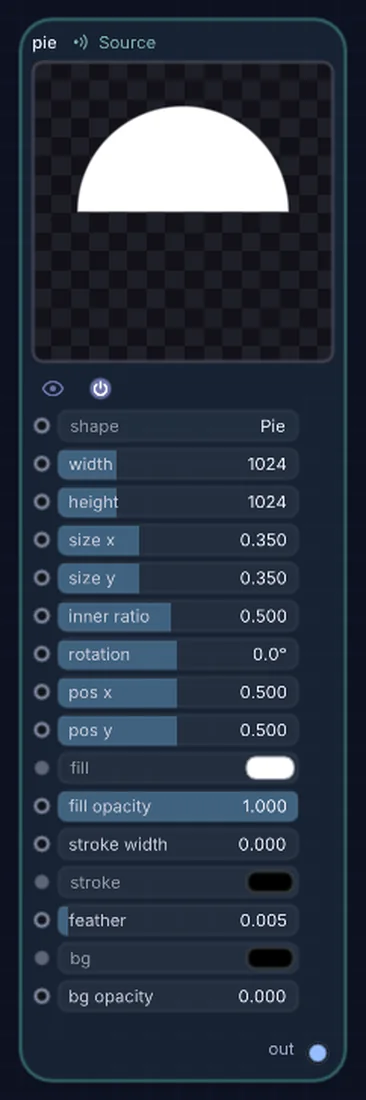 pie Source
shape Pie
width 1024
height 1024
size x 0.350
size y 0.350
inner ratio 0.500
rotation 0.0°
pos x 0.500
pos y 0.500
fill
fill opacity 1.000
stroke width 0.000
stroke
feather 0.005
bg
bg opacity 0.000
out